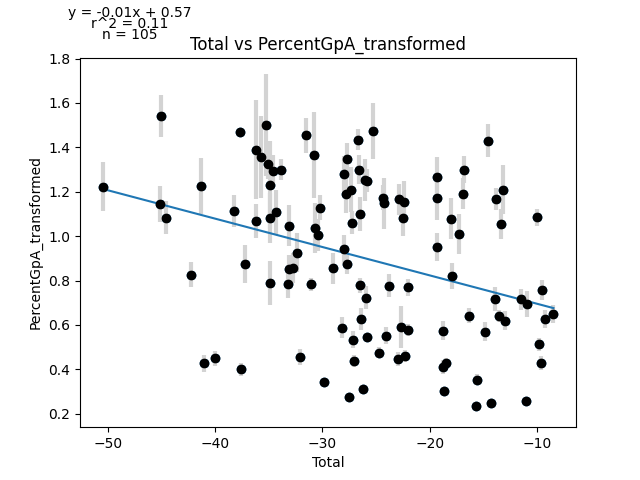 y = -0.01x + 0.57
r^2 = 0.11
n = 105
Total vs PercentGpA_transformed
1.8
1.6
1.4
1.2
1.0
0.8
0.6
0.4
0.2
PercentGpA_transformed
−50
−40
−30
−20
−10
Total